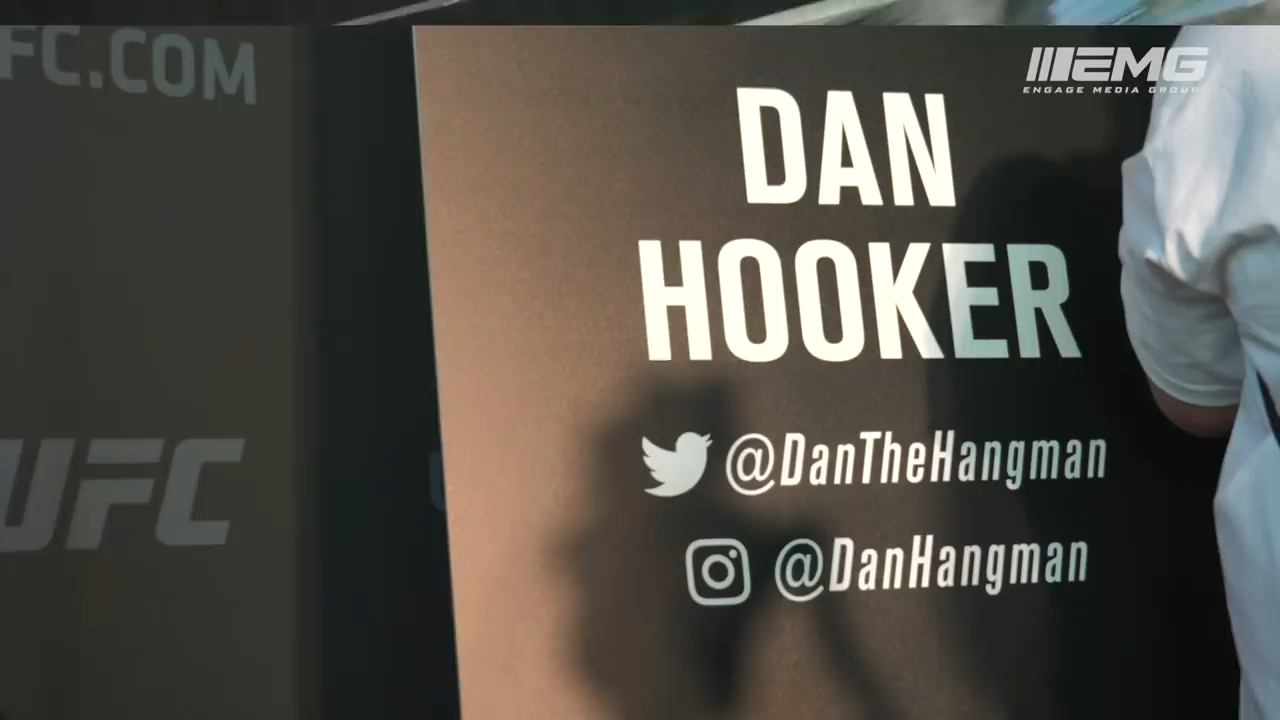 FC.COM
EMG
ENGAGE MEDIA GROUP
DAN
HOOKER
@DanTheHangman
UFC
@DanHangman